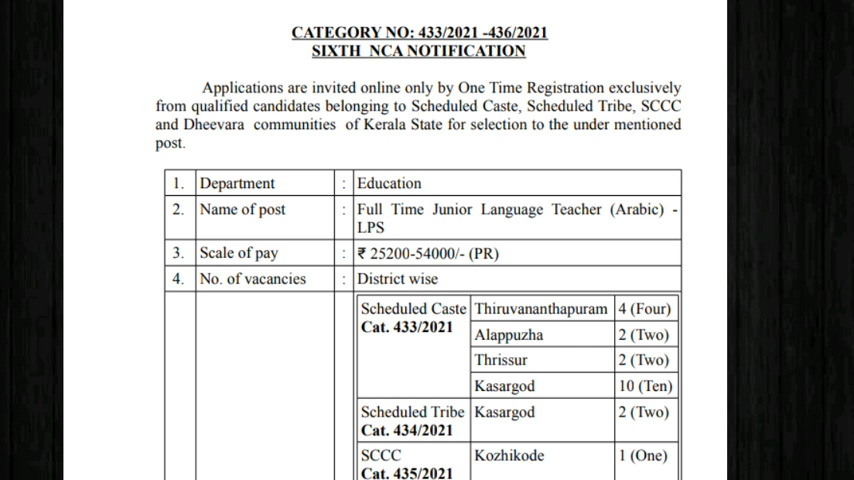 CATEGORY NO: 433/2021 -436/2021
SIXTH NCA NOTIFICATION
Applications are invited online only by One Time Registration exclusively
from qualified candidates belonging to Scheduled Caste, Scheduled Tribe, SCCC
and Dheevara communities of Kerala State for selection to the under mentioned
post.
1. Department : Education
2. Name of post : Full Time Junior Language Teacher (Arabic) -
LPS
3. Scale of pay : ₹ 25200-54000/- (PR)
4. No. of vacancies : District wise
Scheduled Caste Thiruvananthapuram 4 (Four)
Cat. 433/2021
Alappuzha 2 (Two)
Thrissur 2 (Two)
Kasargod 10 (Ten)
Scheduled Tribe Kasargod 2 (Two)
Cat. 434/2021
SCCC Kozhikode 1 (One)
Cat. 435/2021